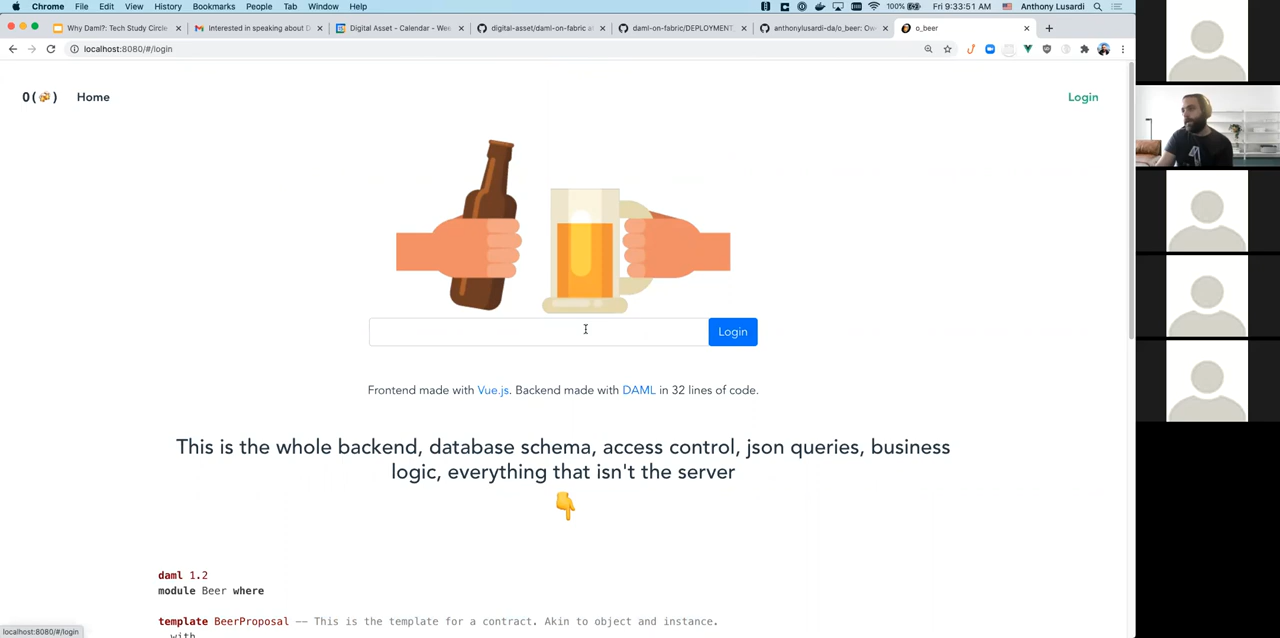 Chrome File Edit View History Bookmarks People Tab Window Help 100% Fri 9:33:51 AM Anthony Lusardi
Why Daml?: Tech Study Circle Interested in speaking about D Digital Asset - Calendar - Wee digital-asset/daml-on-fabric a daml-on-fabric/DEPLOYMENT. anthonylusardi-da/o_beer: Ow o_beer
localhost:8080/#/login
O( ) Home Login
Login
Frontend made with Vue.js. Backend made with DAML in 32 lines of code.
This is the whole backend, database schema, access control, json queries, business
logic, everything that isn't the server
daml 1.2
module Beer where
template BeerProposal -- This is the template for a contract. Akin to object and instance.
with
localhost:8080/#/login